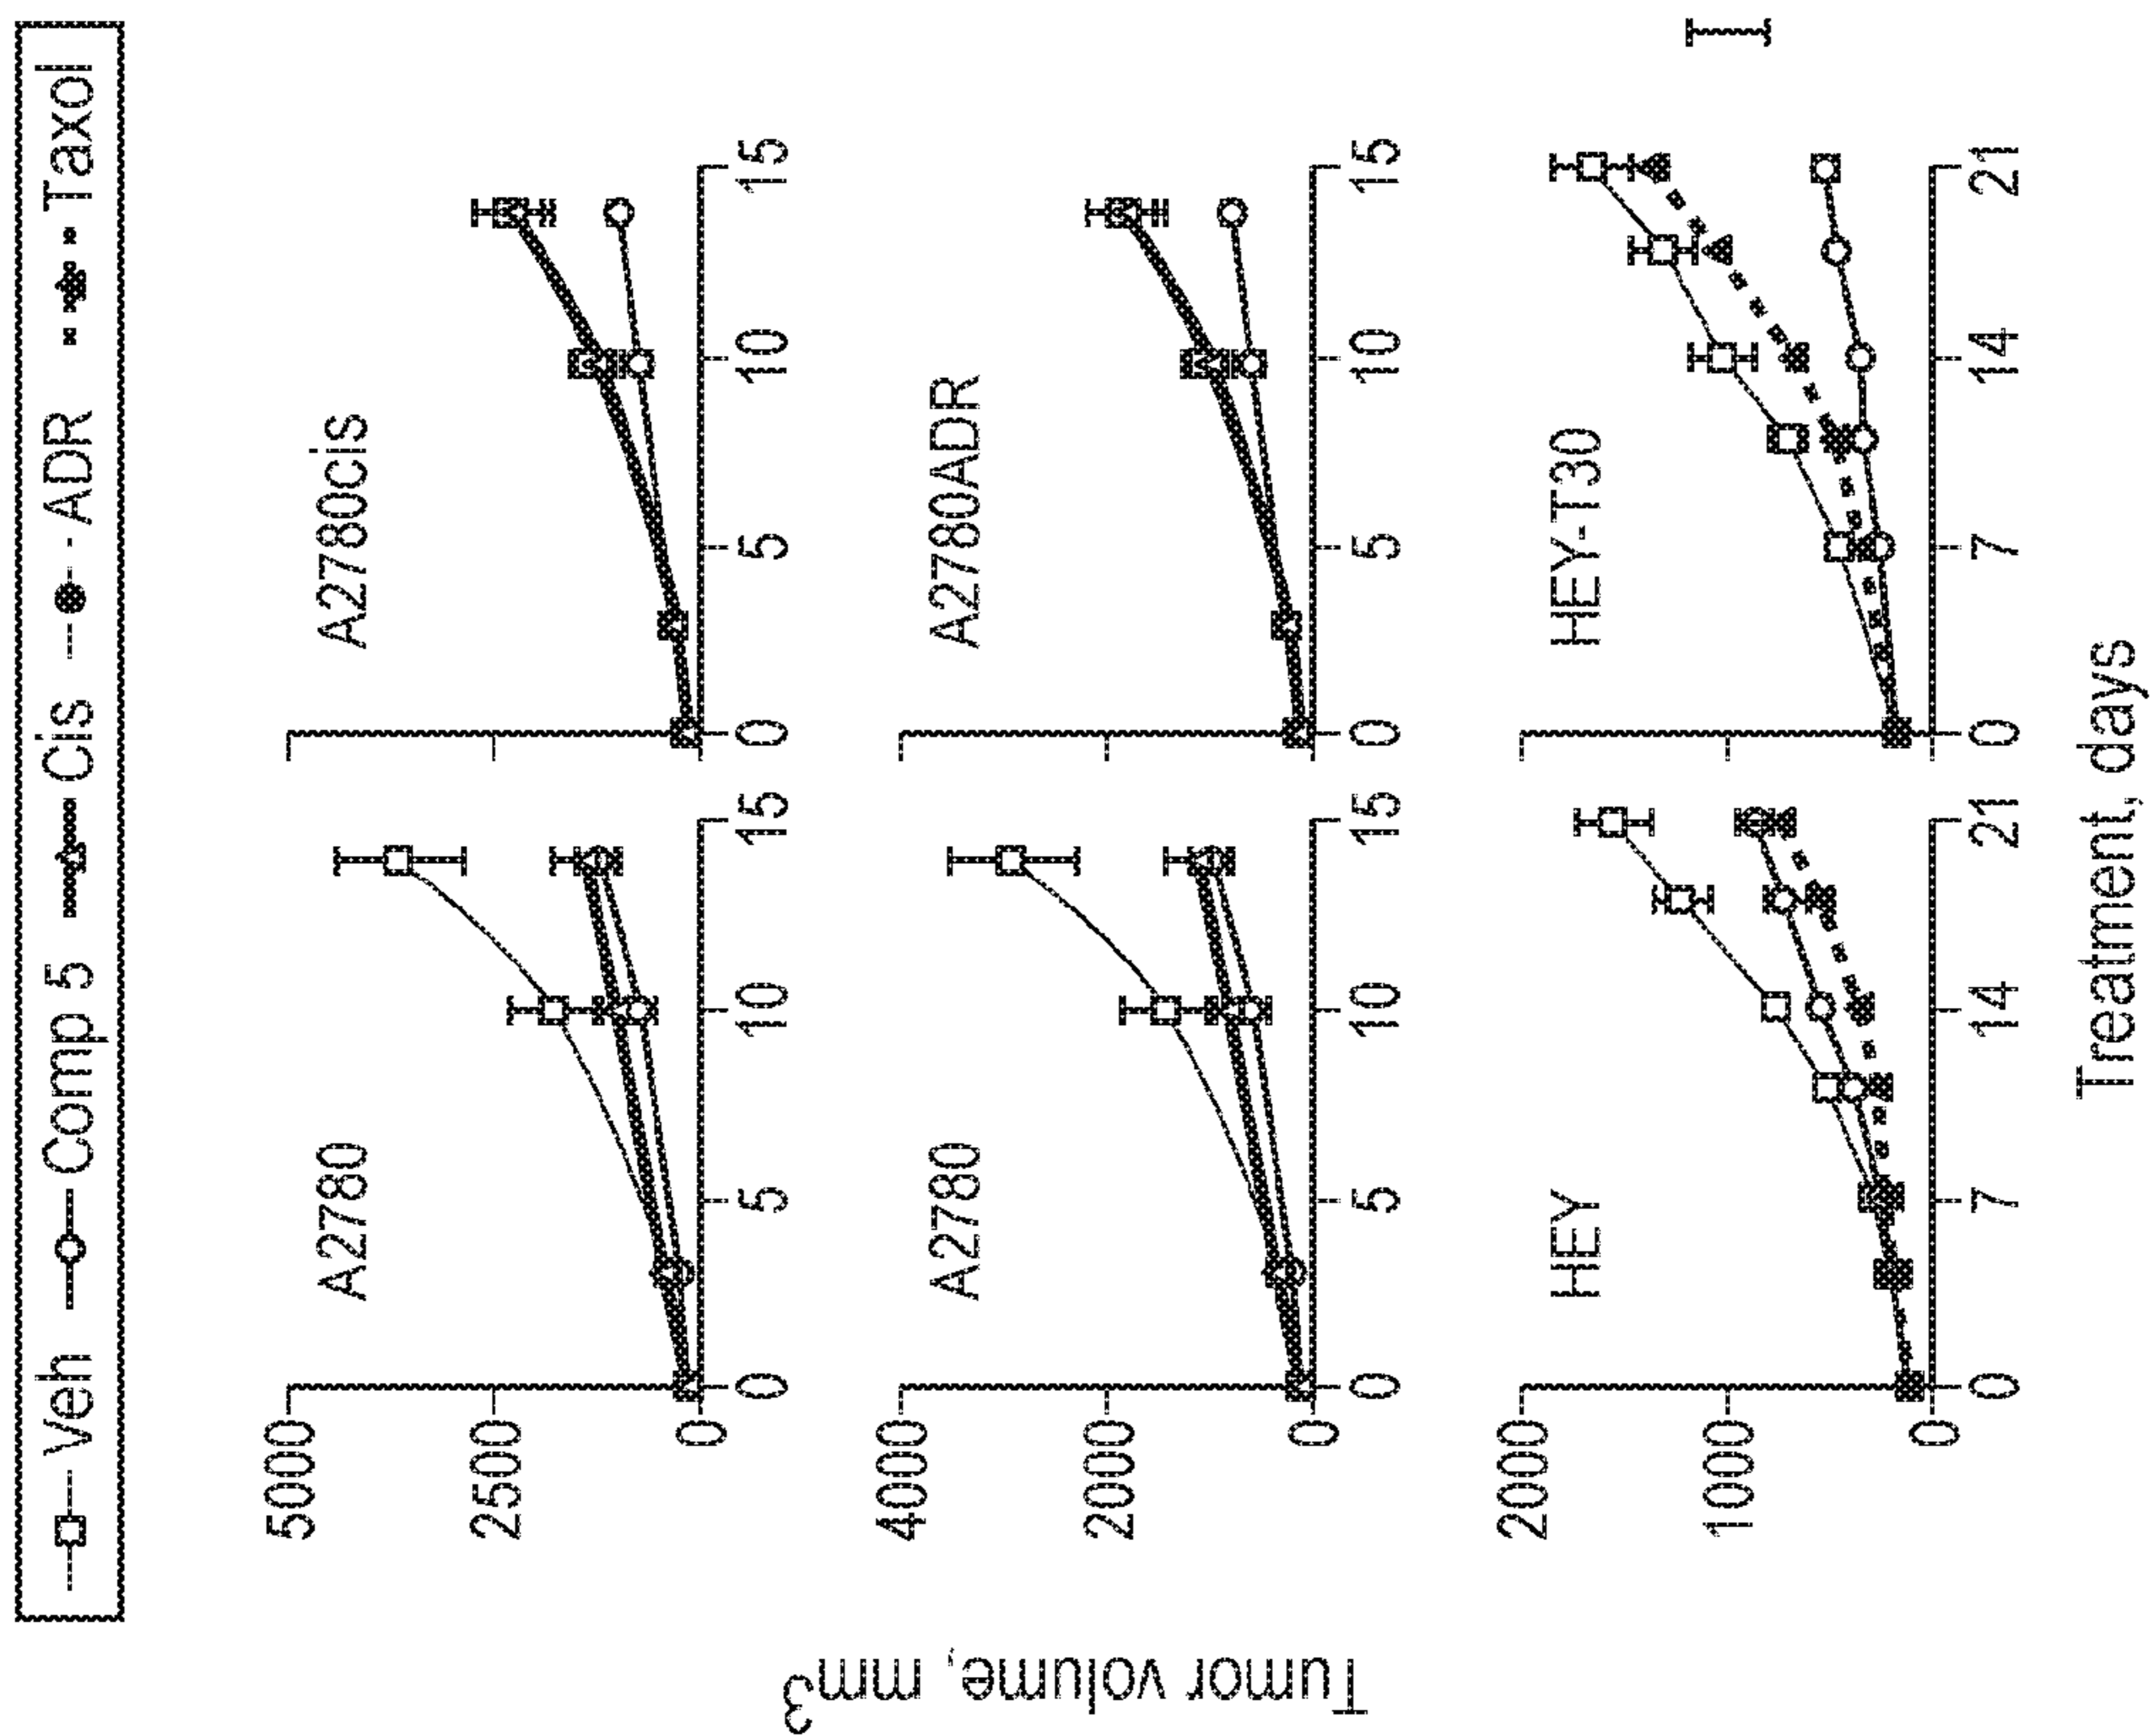 Veh Comp 5 Cis ADR Taxol
Tumor volume, mm3
A2780
5000
2500
0
0 5 10 15
A2780cis
0 5 10 15
A2780
4000
2000
0
0 5 10 15
A2780ADR
0 5 10 15
HEY
2000
1000
0
0 7 14 21
HEY-T30
0 7 14 21
Treatment, days